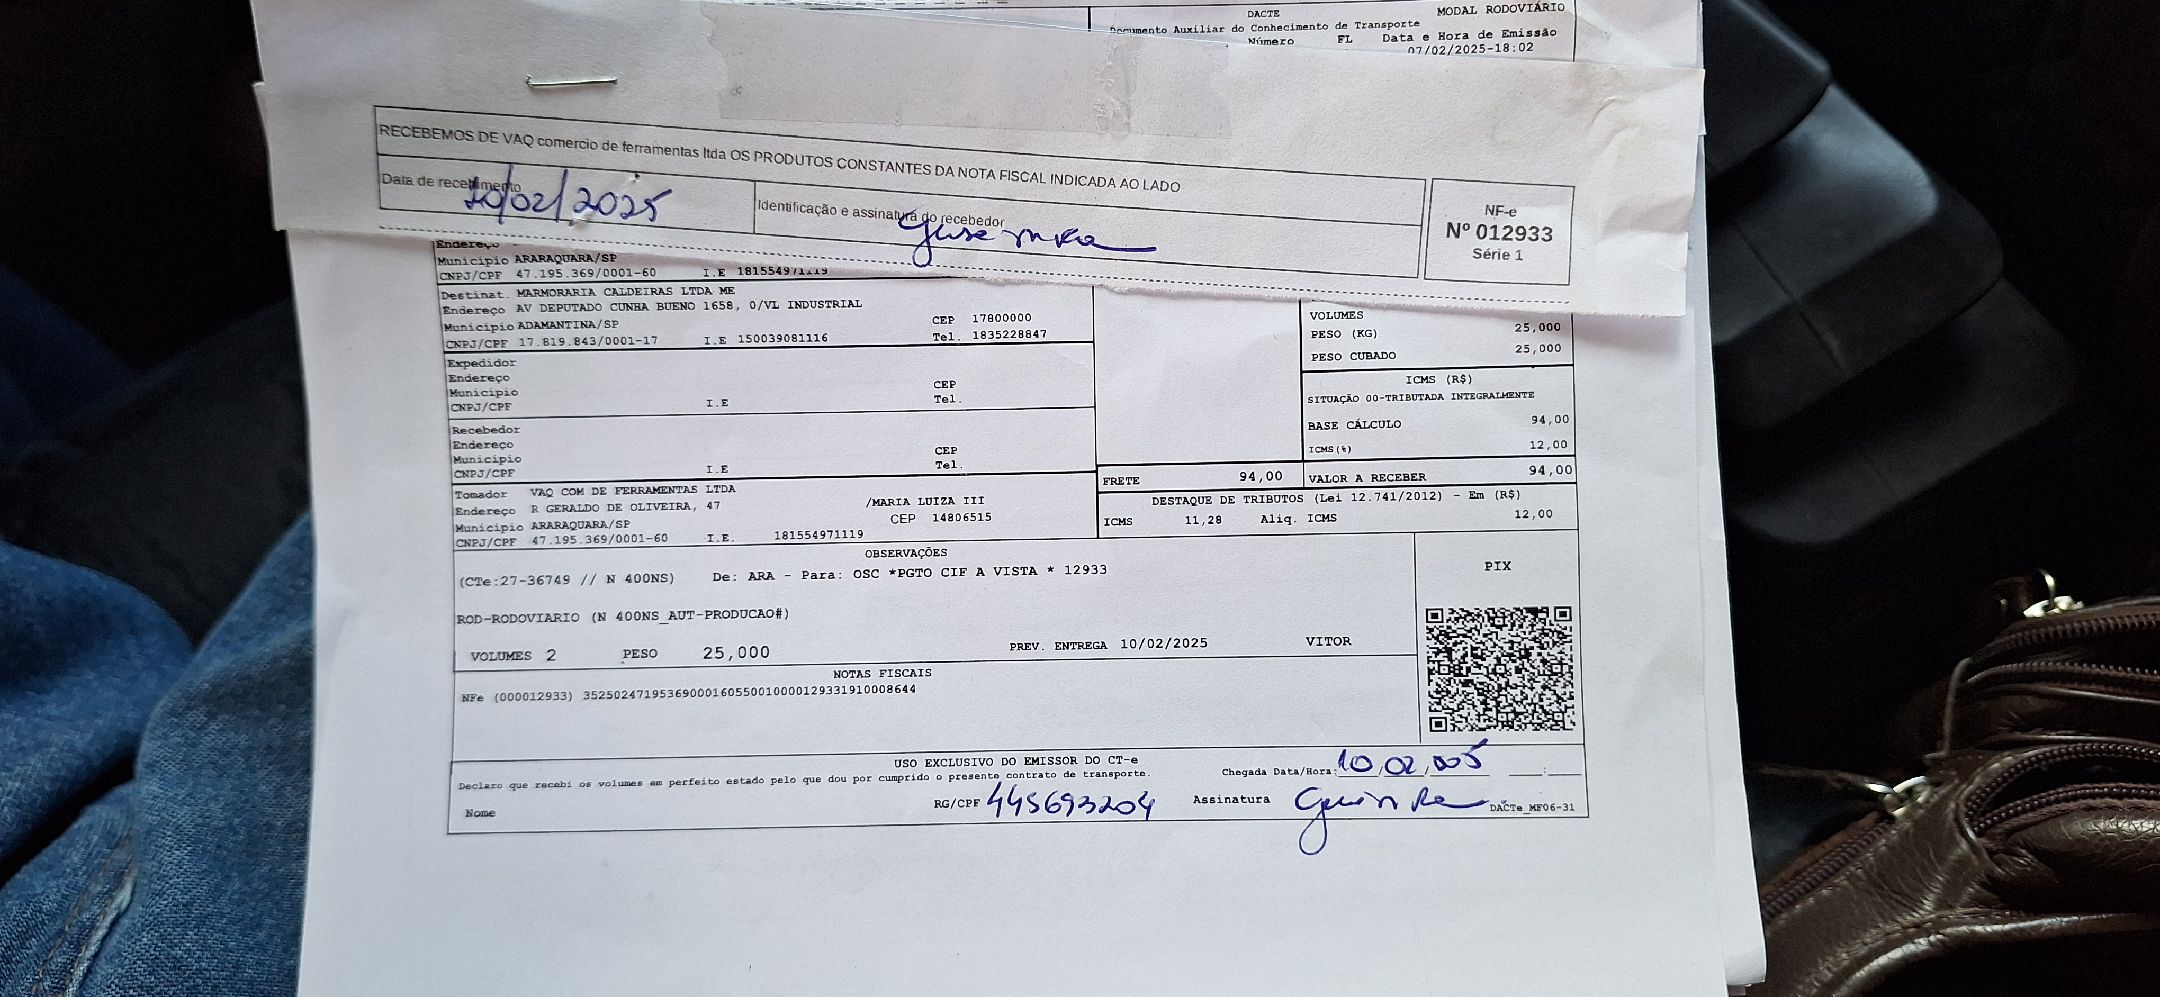 DACTE MODAL RODOVIÁRIO
Documento Auxiliar do Conhecimento de Transporte
Número FL Data e Hora de Emissão
07/02/2025-18:02
RECEBEMOS DE VAQ comercio de ferramentas ltda OS PRODUTOS CONSTANTES DA NOTA FISCAL INDICADA AO LADO
Data de recebimento
10/02/2025
Identificação e assinatura do recebedor
NF-e
Nº 012933
Série 1
Endereço
Municipio ARARAQUARA/SP
CNPJ/CPF 47.195.369/0001-60 I.E 181554971119
Destinat. MARMORARIA CALDEIRAS LTDA ME
Endereço AV DEPUTADO CUNHA BUENO 1658, 0/VL INDUSTRIAL
Municipio ADAMANTINA/SP CEP 17800000
CNPJ/CPF 17.819.843/0001-17 I.E 150039081116 Tel. 1835228847
Expedidor
Endereço
Municipio CEP
CNPJ/CPF I.E Tel.
Recebedor
Endereço
Municipio CEP
CNPJ/CPF I.E Tel.
Tomador VAQ COM DE FERRAMENTAS LTDA
Endereço R GERALDO DE OLIVEIRA, 47 /MARIA LUIZA III
Municipio ARARAQUARA/SP CEP 14806515
CNPJ/CPF 47.195.369/0001-60 I.E. 181554971119
VOLUMES
PESO (KG) 25,000
PESO CUBADO 25,000
ICMS (R$)
SITUAÇÃO 00-TRIBUTADA INTEGRALMENTE
BASE CÁLCULO 94,00
ICMS(%) 12,00
FRETE 94,00 VALOR A RECEBER 94,00
DESTAQUE DE TRIBUTOS (Lei 12.741/2012) - Em (R$)
ICMS 11,28 Aliq. ICMS 12,00
OBSERVAÇÕES
(CTe:27-36749 // N 400NS) De: ARA - Para: OSC *PGTO CIF A VISTA * 12933
ROD-RODOVIARIO (N 400NS_AUT-PRODUCAO#)
VOLUMES 2 PESO 25,000 PREV. ENTREGA 10/02/2025 VITOR
PIX
NOTAS FISCAIS
NFe (000012933) 35250247195369000160550010000129331910008644
USO EXCLUSIVO DO EMISSOR DO CT-e
Declaro que recebi os volumes em perfeito estado pelo que dou por cumprido o presente contrato de transporte.
Chegada Data/Hora: 10,02,005
Nome RG/CPF 445693204 Assinatura DACTe_MF06-31